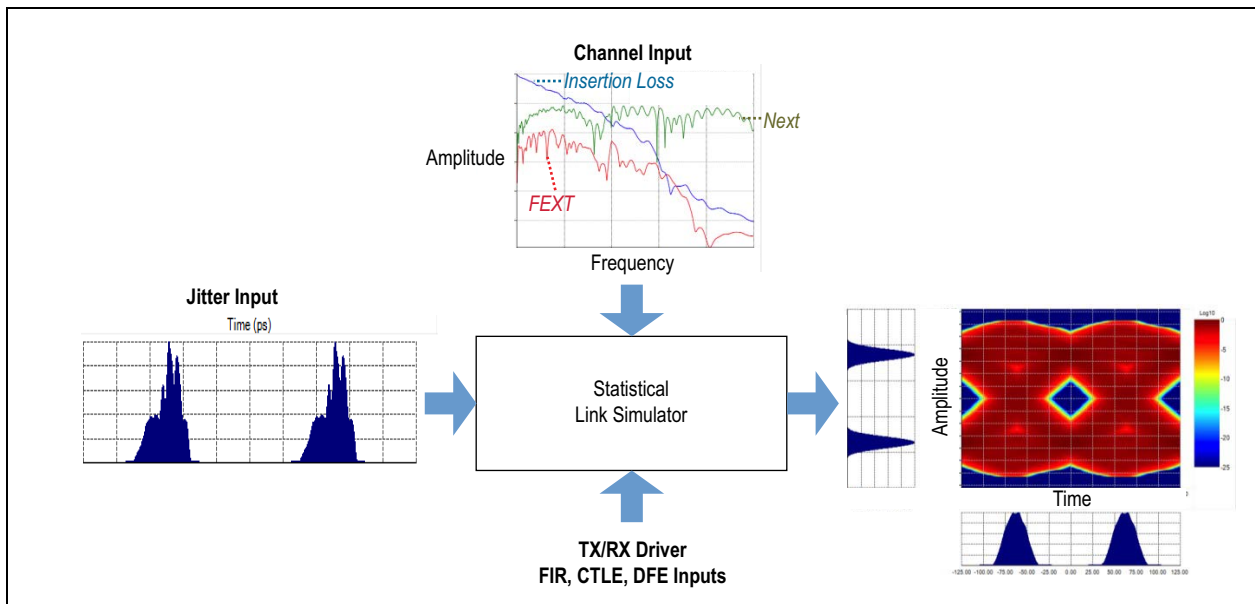 Channel Input
Insertion Loss
Next
Amplitude
FEXT
Frequency
Jitter Input
Time (ps)
Statistical
Link Simulator
TX/RX Driver
FIR, CTLE, DFE Inputs
Amplitude
Log10
0
-5
-10
-15
-20
-25
Time
-125.00 -100.00 -75.00 -50.00 -25.00 0.00 25.00 50.00 75.00 100.00 125.00